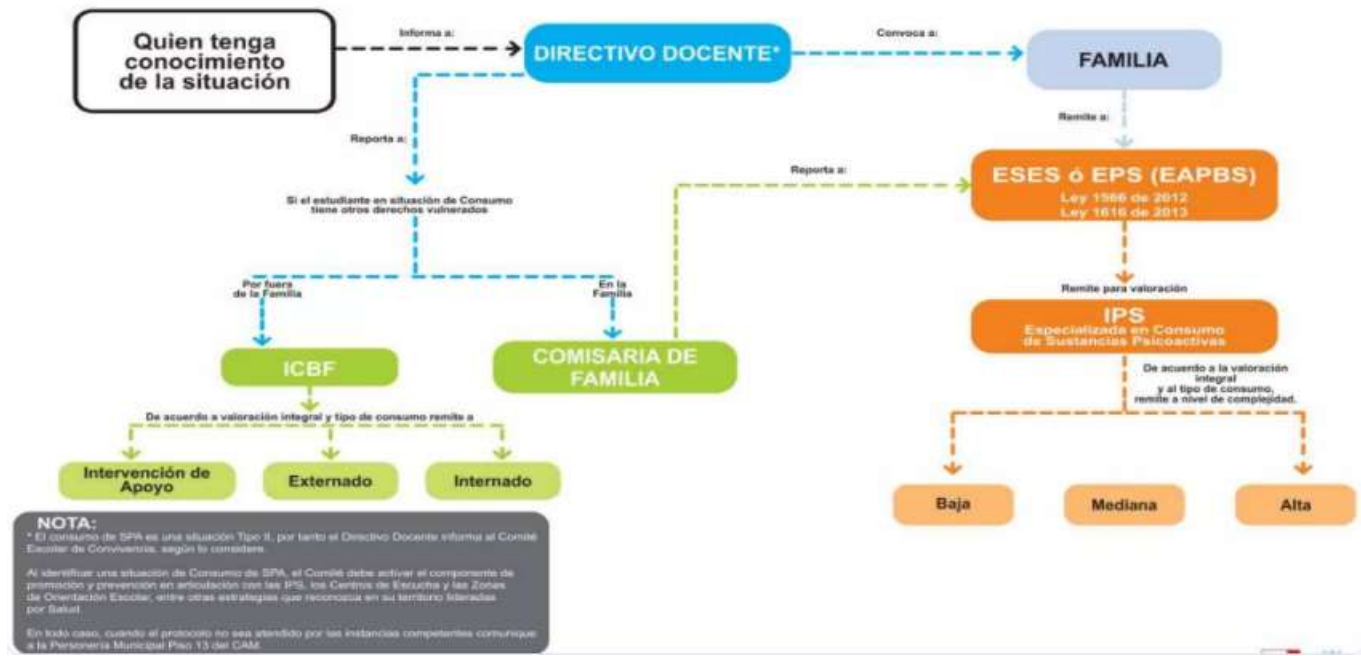 Quien tenga
conocimiento
de la situación
Informa a:
DIRECTIVO DOCENTE*
Convoca a:
FAMILIA
Remite a:
Reporta a:
Reporta a:
ESES ó EPS (EAPBS)
Ley 1566 de 2012
Ley 1616 de 2013
Si el estudiante en situación de Consumo
tiene otros derechos vulnerados
Por fuera
de la Familia
En la
Familia
Remite para valoración
IPS
Especializada en Consumo
de Sustancias Psicoactivas
ICBF
COMISARIA DE
FAMILIA
De acuerdo a la valoración
integral
y al tipo de consumo,
remite a nivel de complejidad.
De acuerdo a valoración integral y tipo de consumo remite a
Intervención de
Apoyo
Externado
Internado
Baja
Mediana
Alta
NOTA:
* El consumo de SPA es una situación Tipo II, por tanto el Directivo Docente informa al Comité
Escolar de Convivencia, según lo considere.
Al identificar una situación de Consumo de SPA, el Comité debe activar el componente de
promoción y prevención en articulación con las IPS, los Centros de Escucha y las Zonas
de Orientación Escolar, entre otras estrategias que reconozca en su territorio lideradas
por Salud.
En todo caso, cuando el protocolo no sea atendido por las instancias competentes comunique
a la Personería Municipal Piso 13 del CAM.